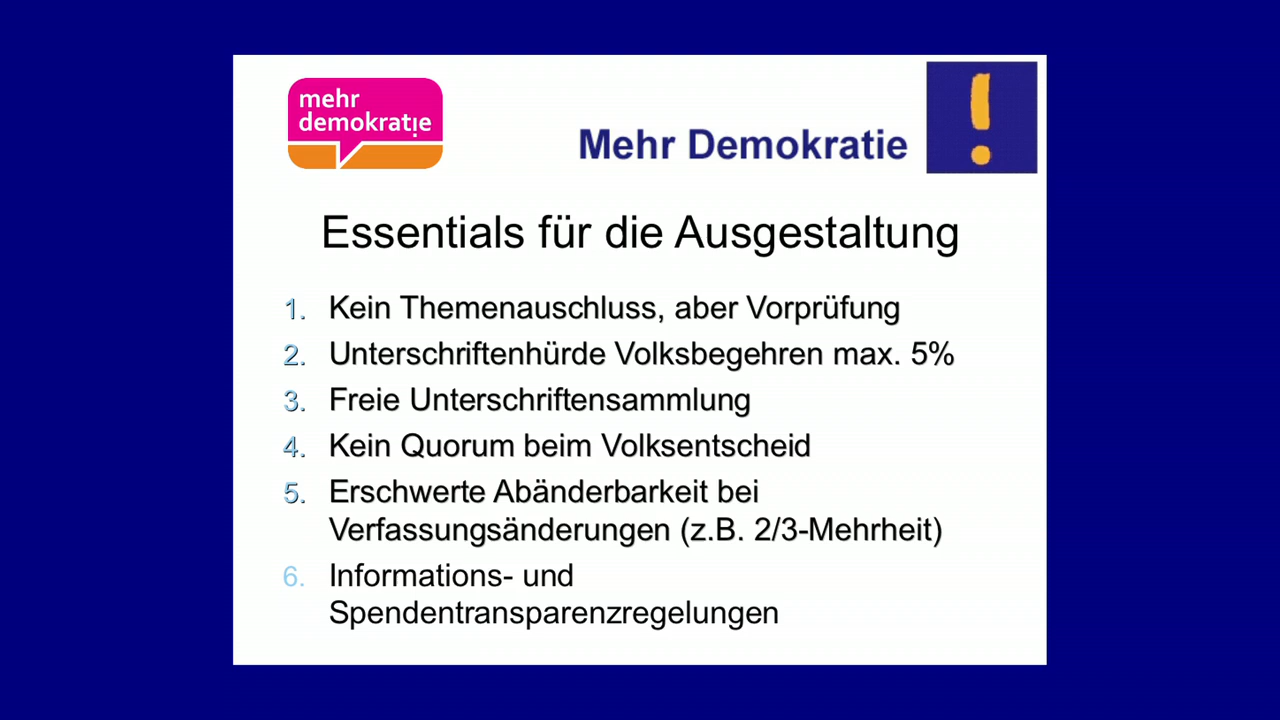 mehr
demokratie
Mehr Demokratie
!
Essentials für die Ausgestaltung
1. Kein Themenauschluss, aber Vorprüfung
2. Unterschriftenhürde Volksbegehren max. 5%
3. Freie Unterschriftensammlung
4. Kein Quorum beim Volksentscheid
5. Erschwerte Abänderbarkeit bei
Verfassungsänderungen (z.B. 2/3-Mehrheit)
6. Informations- und
Spendentransparenzregelungen